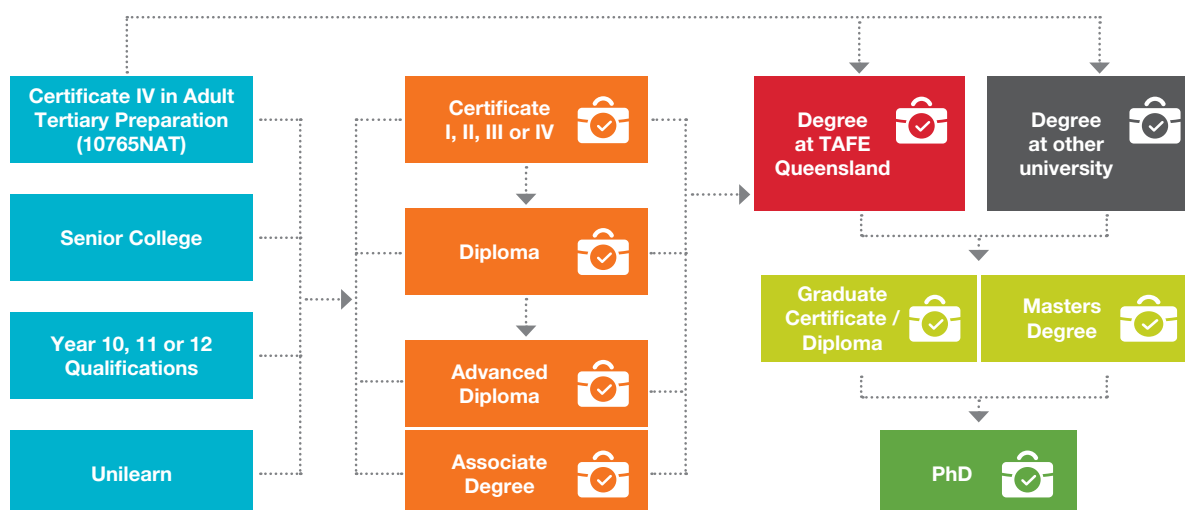 Certificate IV in Adult
Tertiary Preparation
(10765NAT)
Senior College
Year 10, 11 or 12
Qualifications
Unilearn
Certificate
I, II, III or IV
Diploma
Advanced
Diploma
Associate
Degree
Degree
at TAFE
Queensland
Degree
at other
university
Graduate
Certificate /
Diploma
Masters
Degree
PhD